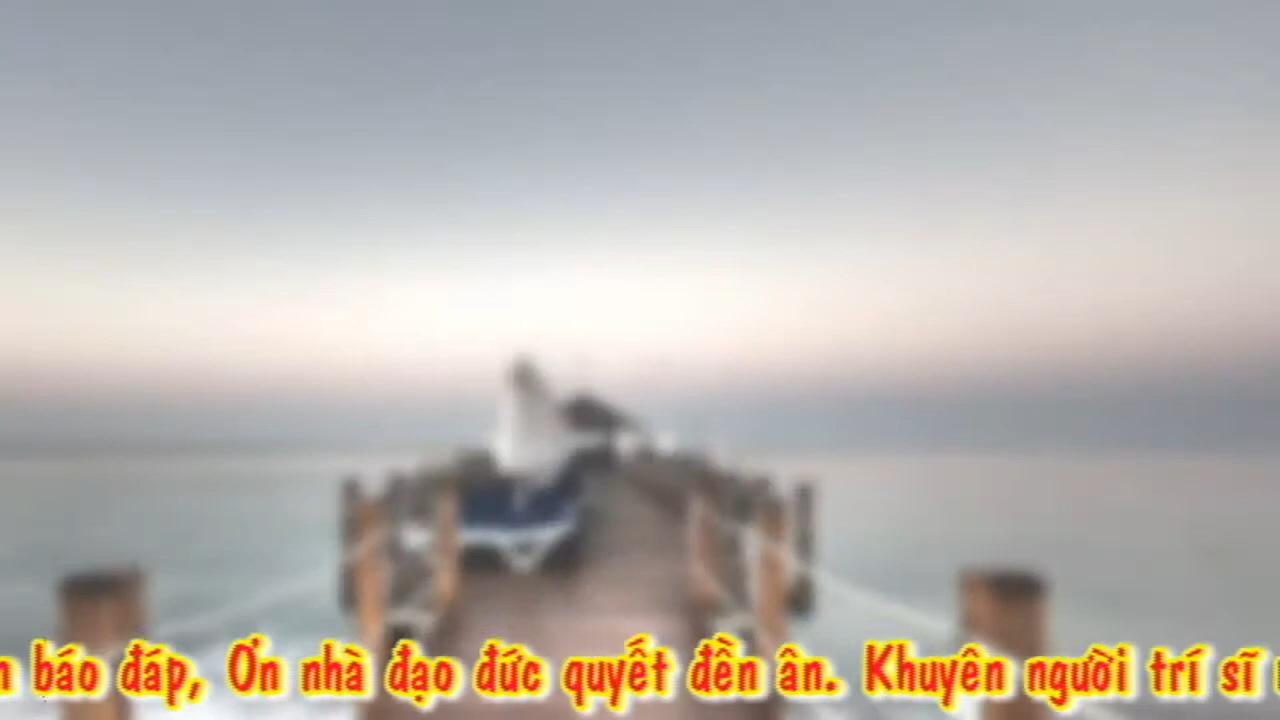 báo đáp, Ơn nhà đạo đức quyết đền ân. Khuyên người trí sĩ